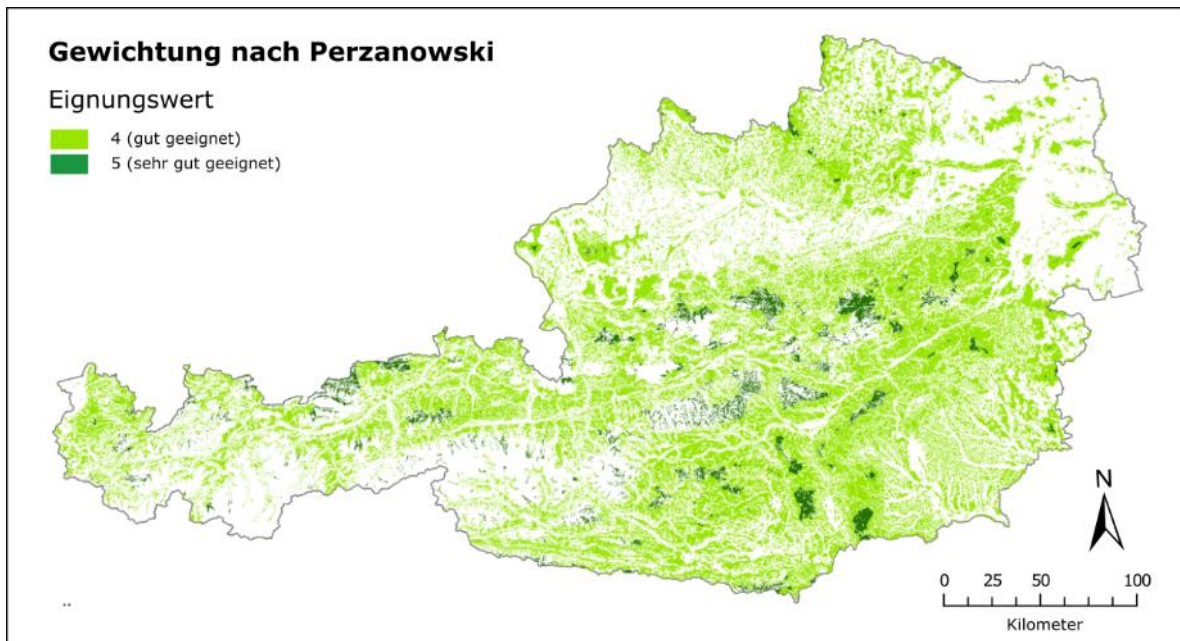 Gewichtung nach Perzanowski
Eignungswert
4 (gut geeignet)
5 (sehr gut geeignet)
N
0 25 50 100
Kilometer